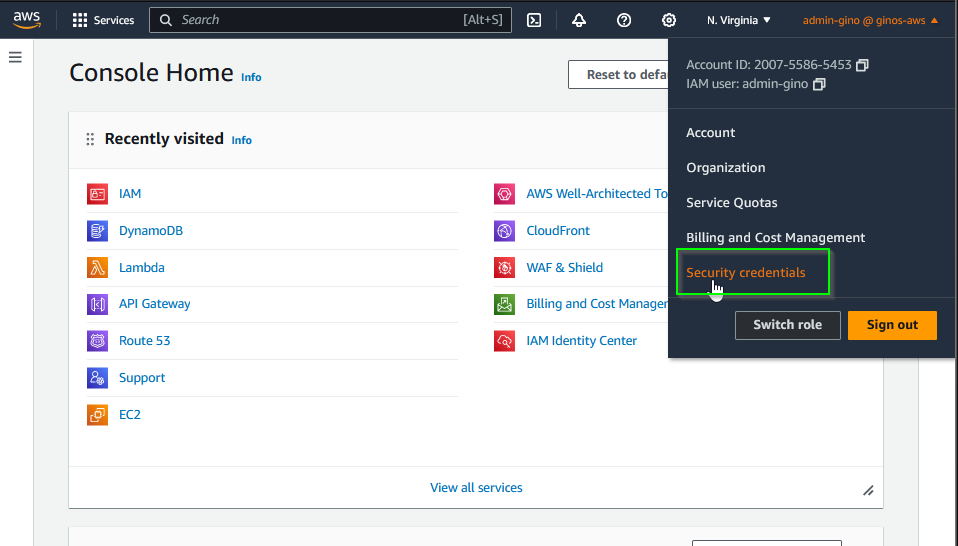 aws Services Search [Alt+S] N. Virginia ▼ admin-gino @ ginos-aws ▲
Account ID: 2007-5586-5453
IAM user: admin-gino
Account
Organization
Service Quotas
Billing and Cost Management
Security credentials
Switch role Sign out
Console Home Info
Reset to defau
Recently visited Info
IAM
DynamoDB
Lambda
API Gateway
Route 53
Support
EC2
AWS Well-Architected To
CloudFront
WAF & Shield
Billing and Cost Manager
IAM Identity Center
View all services